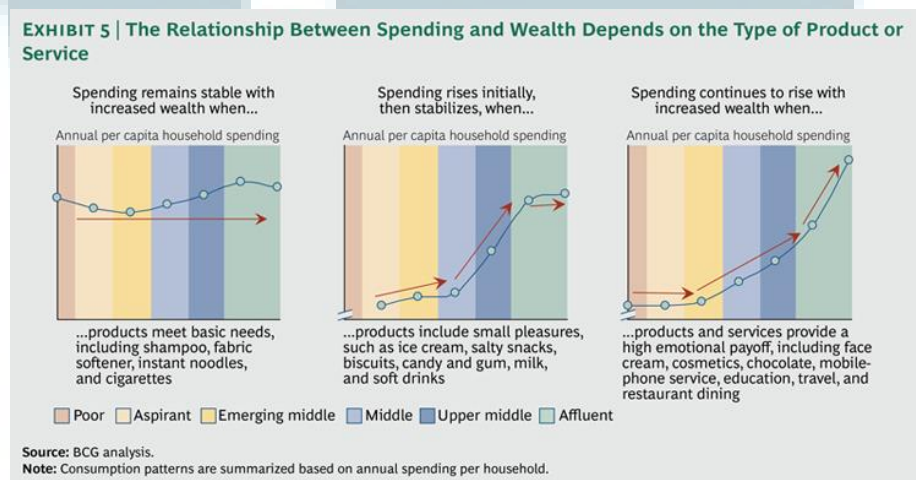 EXHIBIT 5 | The Relationship Between Spending and Wealth Depends on the Type of Product or
Service
Spending remains stable with
increased wealth when...
Annual per capita household spending
...products meet basic needs,
including shampoo, fabric
softener, instant noodles,
and cigarettes
Spending rises initially,
then stabilizes, when...
Annual per capita household spending
...products include small pleasures,
such as ice cream, salty snacks,
biscuits, candy and gum, milk,
and soft drinks
Spending continues to rise with
increased wealth when...
Annual per capita household spending
...products and services provide a
high emotional payoff, including face
cream, cosmetics, chocolate, mobile-
phone service, education, travel, and
restaurant dining
Poor Aspirant Emerging middle Middle Upper middle Affluent
Source: BCG analysis.
Note: Consumption patterns are summarized based on annual spending per household.